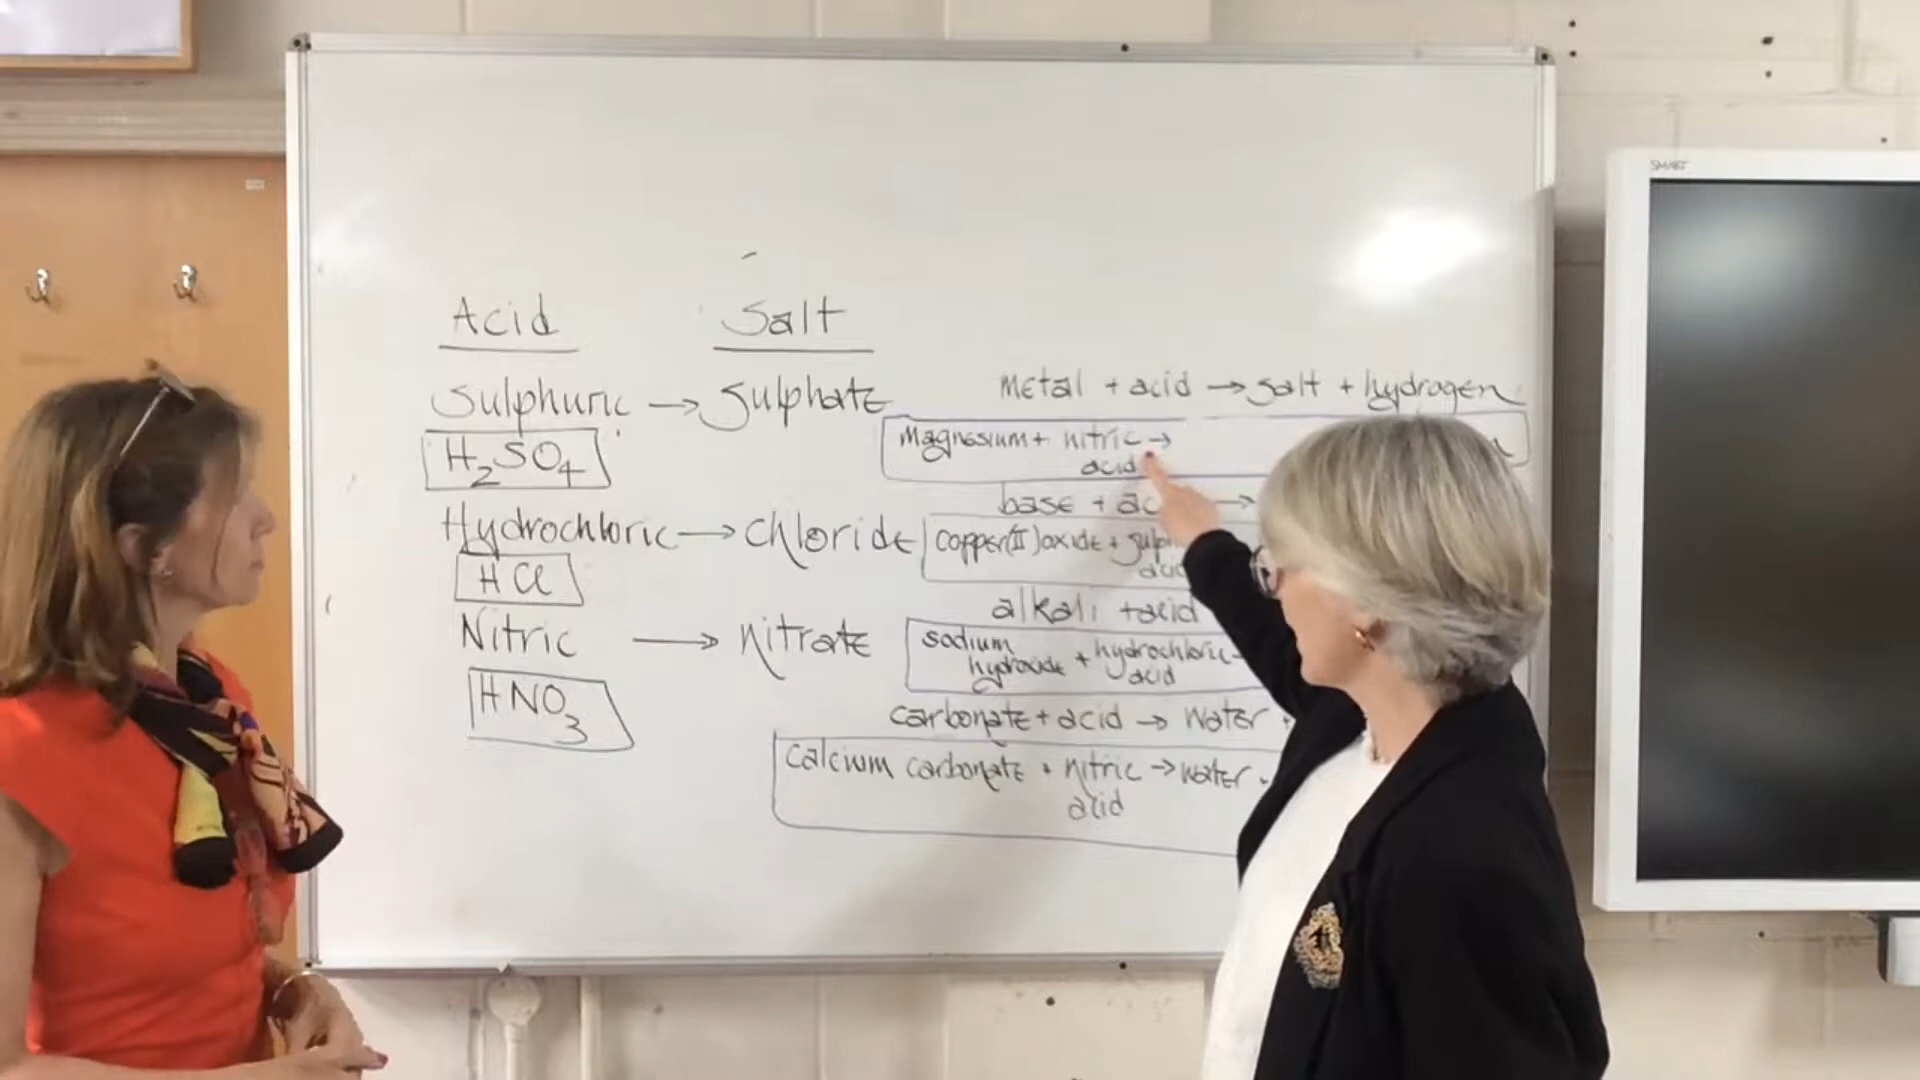 SMART
Acid Salt
Sulphuric → Sulphate
H₂SO₄
Hydrochloric → chloride
HCl
Nitric → nitrate
HNO₃
metal + acid → salt + hydrogen
magnesium + nitric →
acid
base + →
copper(II)oxide +
alkali + acid
sodium
hydroxide + hydrochloric
acid
carbonate + acid → water
calcium carbonate + nitric → water +
acid